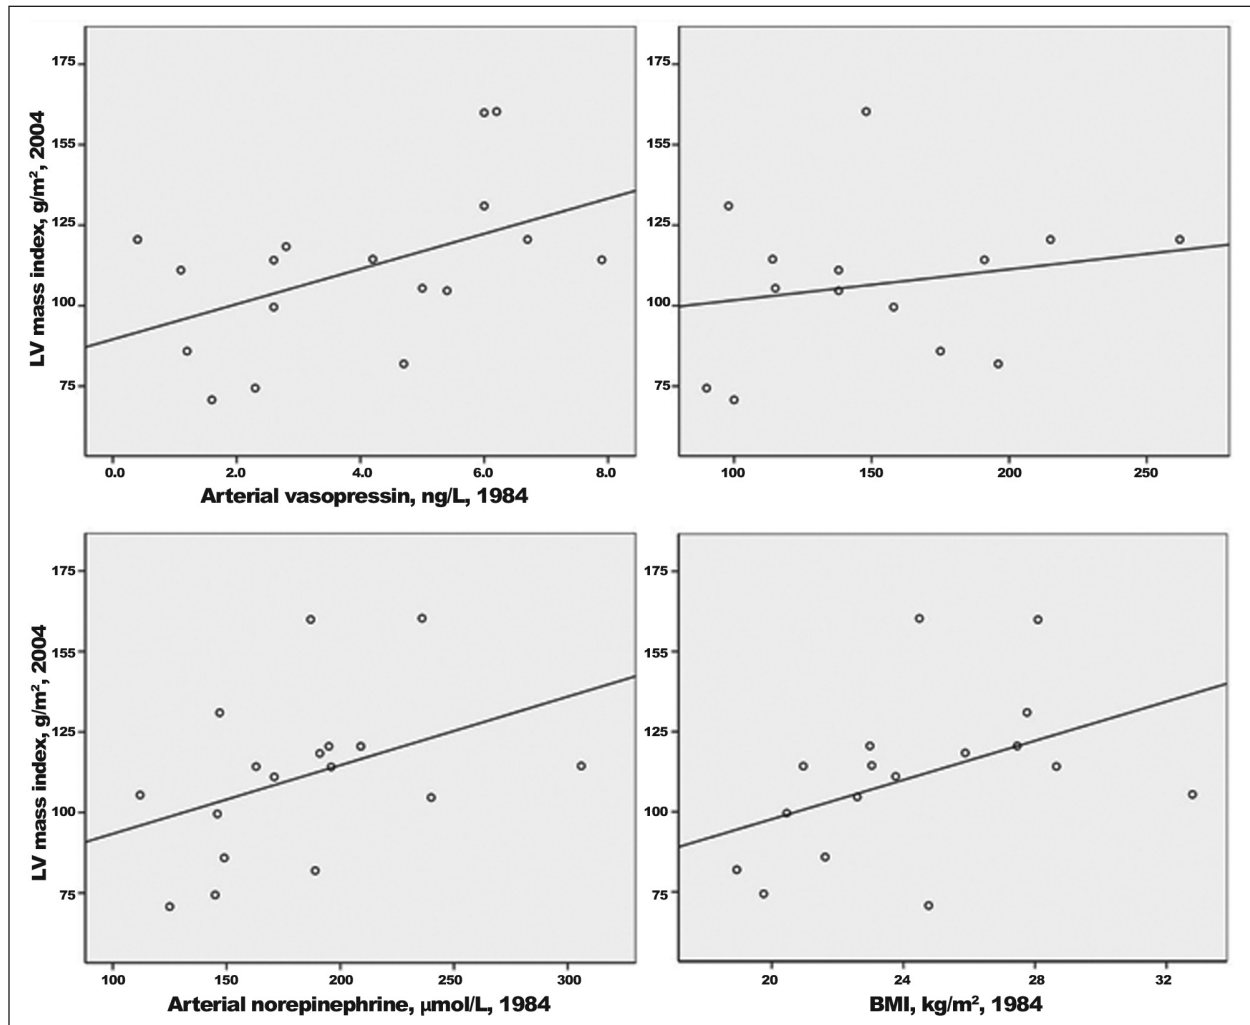 175
155
125
100
75
LV mass index, g/m², 2004
0.0 2.0 4.0 6.0 8.0
Arterial vasopressin, ng/L, 1984
175
155
125
100
75
100 150 200 250
175
155
125
100
75
LV mass index, g/m², 2004
100 150 200 250 300
Arterial norepinephrine, µmol/L, 1984
175
155
125
100
75
20 24 28 32
BMI, kg/m², 1984